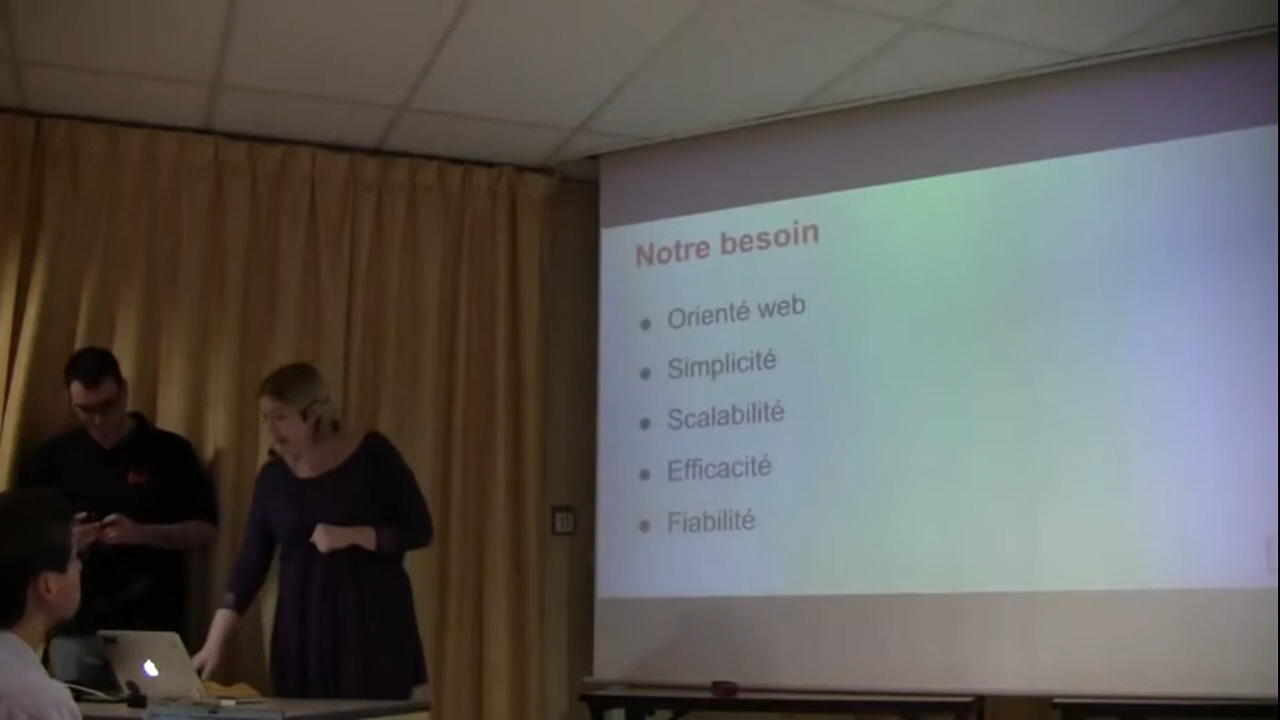 Notre besoin
Orienté web
Simplicité
Scalabilité
Efficacité
Fiabilité